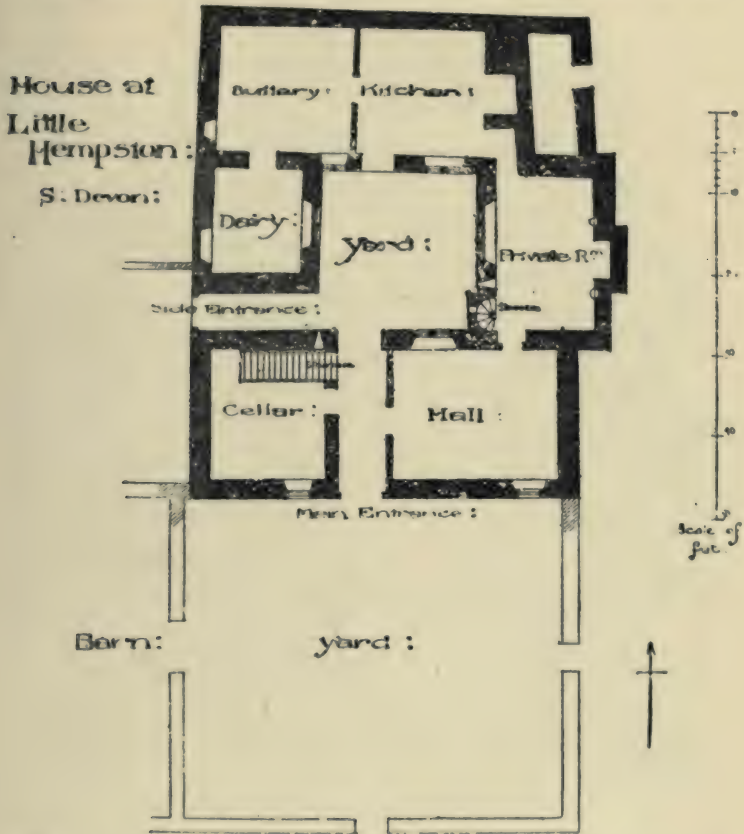 House at
Little
Hempston:
S: Devon:
Buttery:
Kitchen:
Dairy:
Yard:
Private Rm
Side Entrance:
Cellar:
Hall:
Main Entrance:
Barn:
Yard:
Scale of
feet.